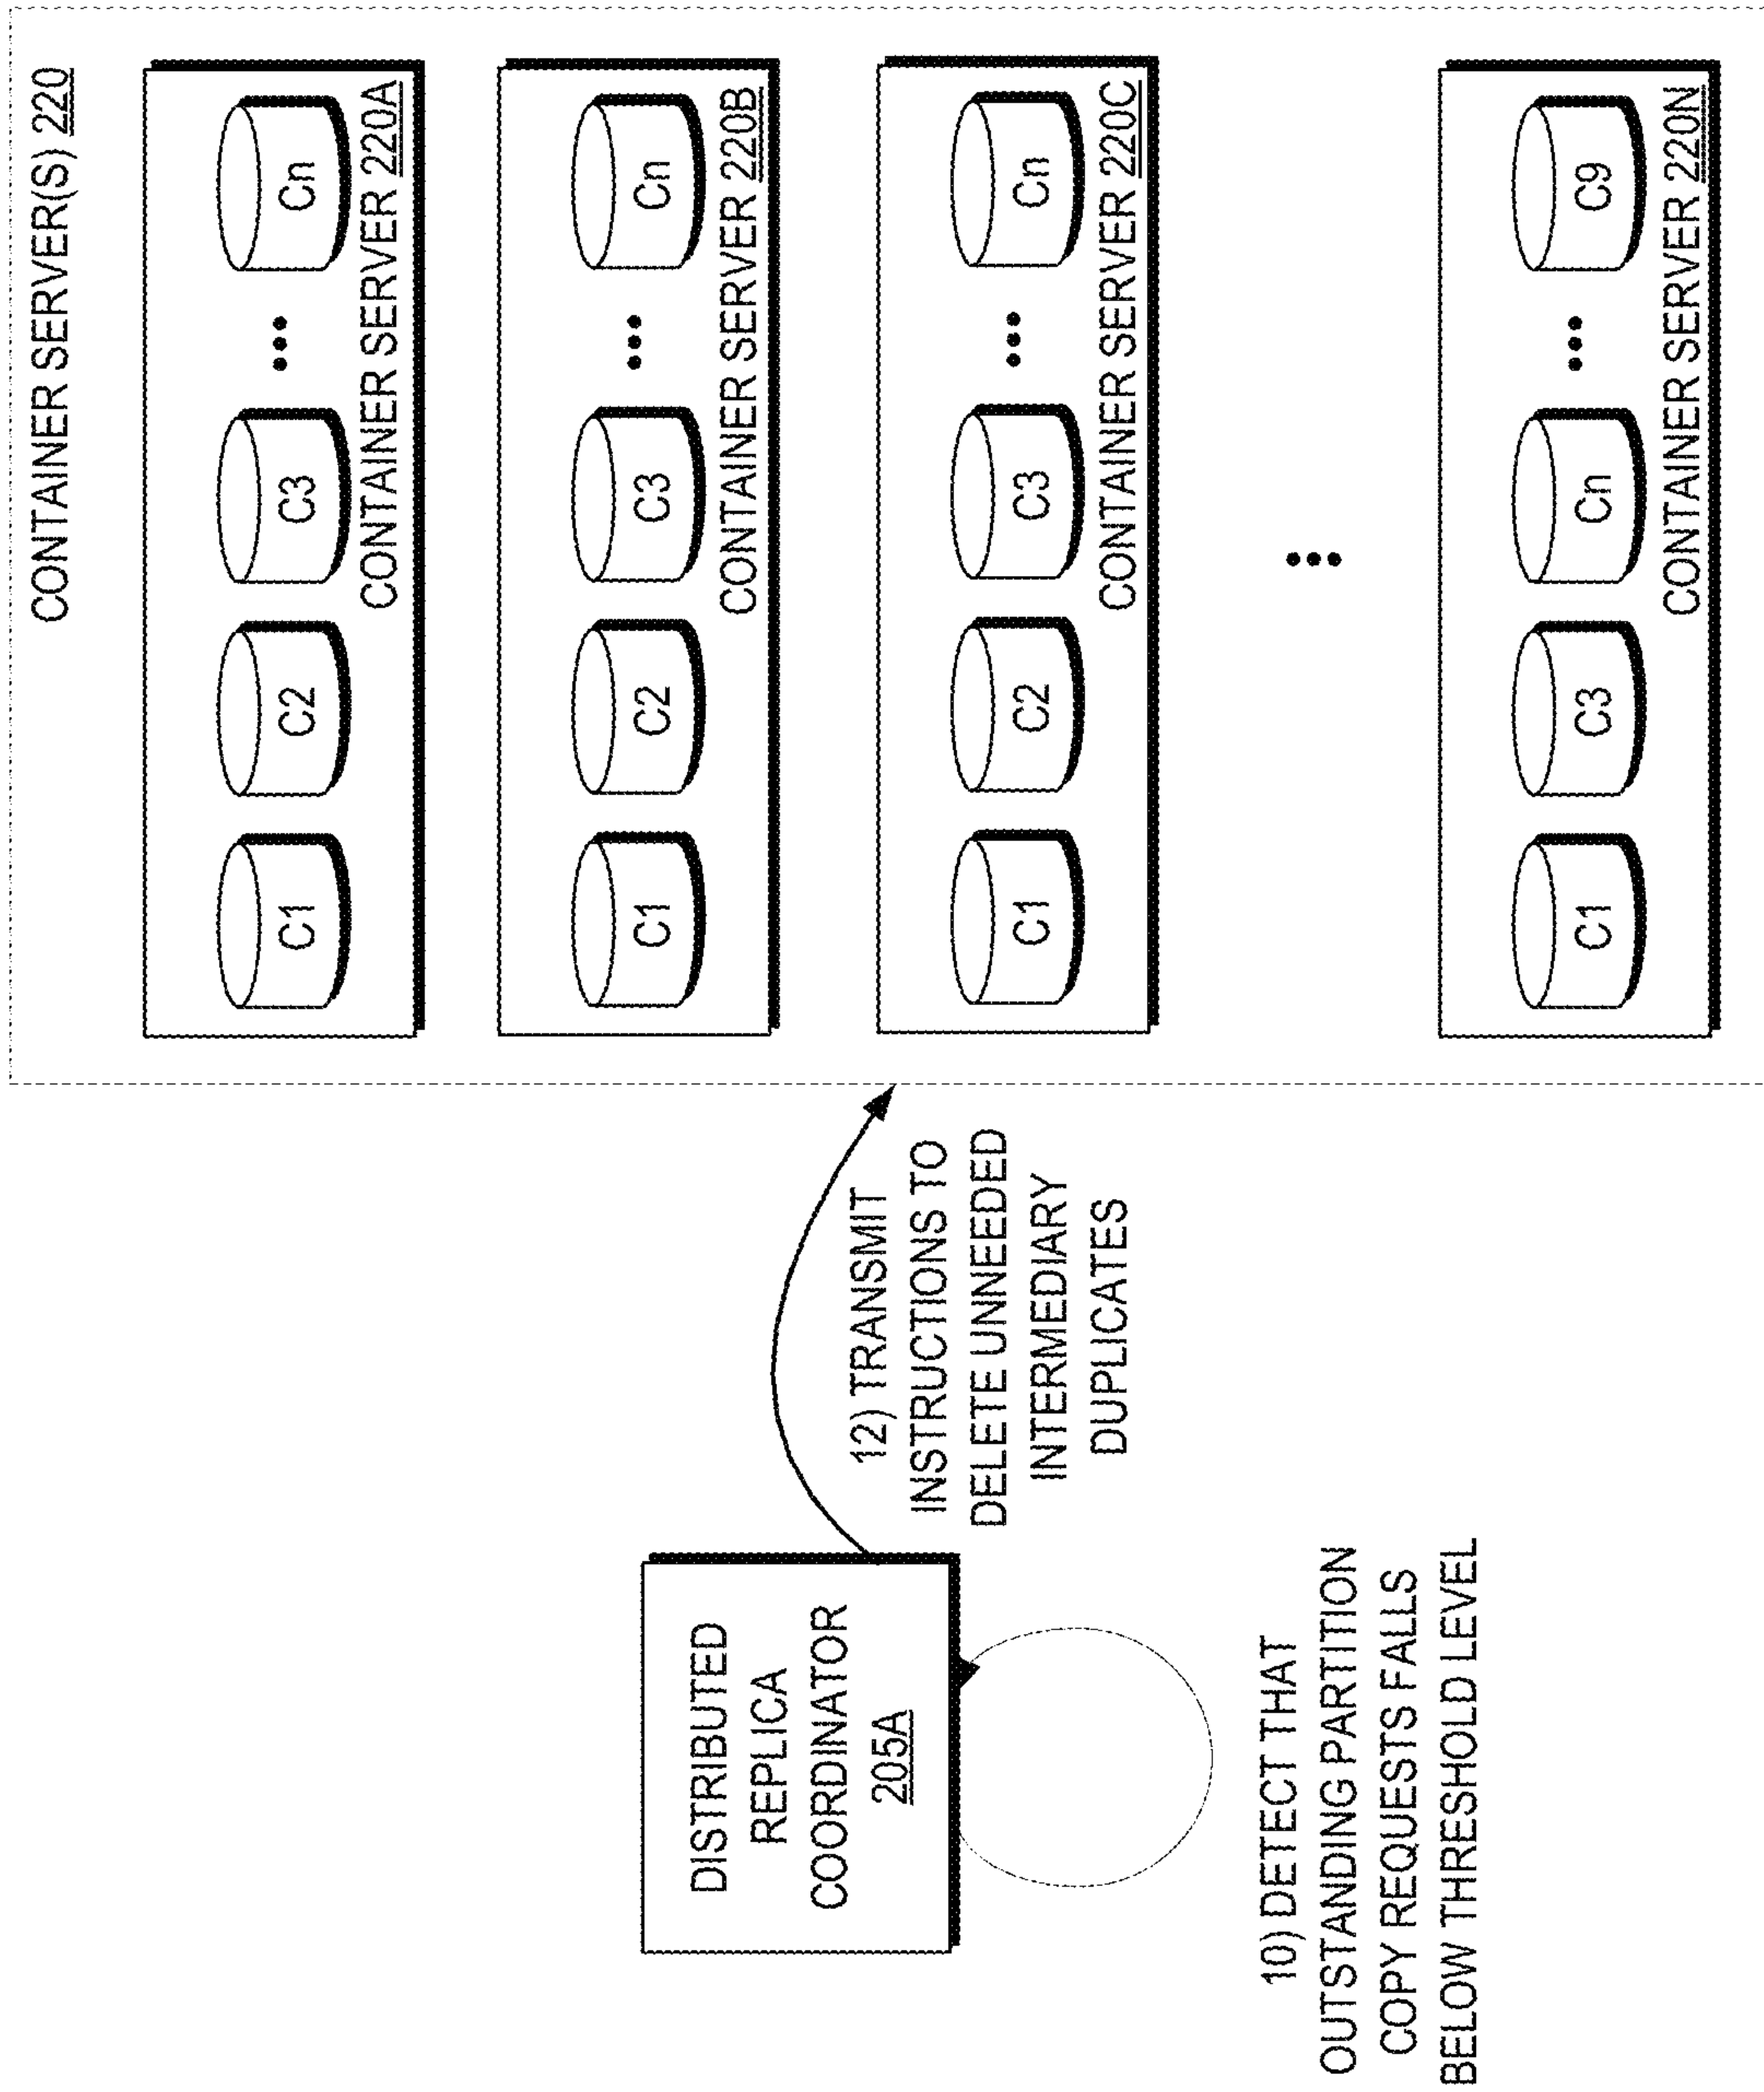 CONTAINER SERVER(S) 220
C1
C2
C3
•••
Cn
CONTAINER SERVER 220A
C1
C2
C3
•••
Cn
CONTAINER SERVER 220B
C1
C2
C3
•••
Cn
CONTAINER SERVER 220C
•••
C1
C3
Cn
•••
C9
CONTAINER SERVER 220N
DISTRIBUTED
REPLICA
COORDINATOR
205A
12) TRANSMIT
INSTRUCTIONS TO
DELETE UNNEEDED
INTERMEDIARY
DUPLICATES
10) DETECT THAT
OUTSTANDING PARTITION
COPY REQUESTS FALLS
BELOW THRESHOLD LEVEL